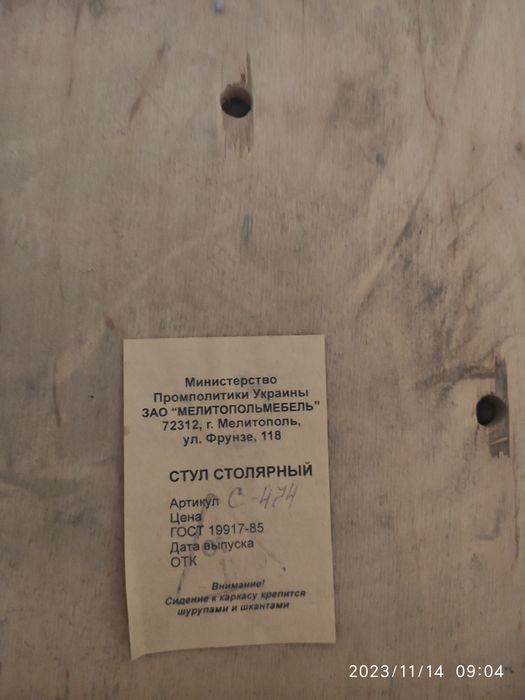 Министерство
Промполитики Украины
ЗАО "МЕЛИТОПОЛЬМЕБЕЛЬ"
72312, г. Мелитополь,
ул. Фрунзе, 118
СТУЛ СТОЛЯРНЫЙ
Артикул С-474
Цена
ГОСТ 19917-85
Дата выпуска
ОТК
Внимание!
Сидение к каркасу крепится
шурупами и шкантами
2023/11/14 09:04